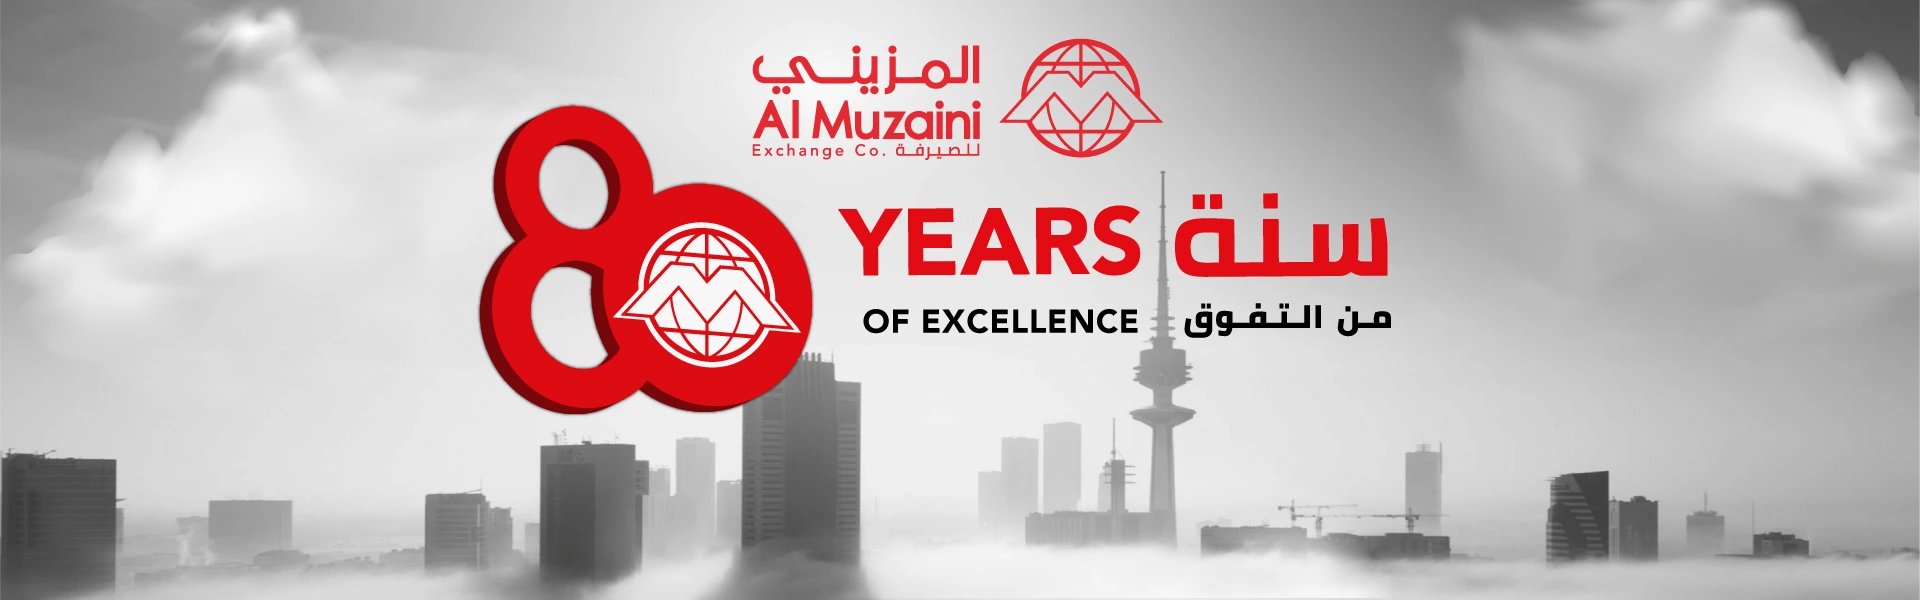 المزيني
Al Muzaini
Exchange Co. للصيرفة
80 YEARS سنة
OF EXCELLENCE من التفوق